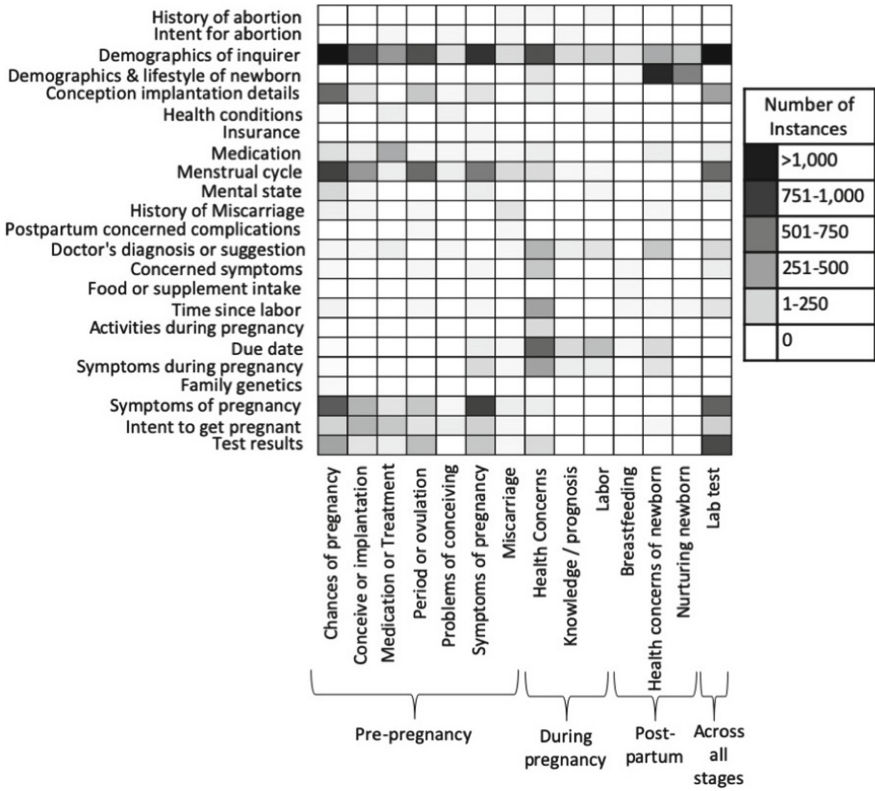 History of abortion
Intent for abortion
Demographics of inquirer
Demographics & lifestyle of newborn
Conception implantation details
Health conditions
Insurance
Medication
Menstrual cycle
Mental state
History of Miscarriage
Postpartum concerned complications
Doctor's diagnosis or suggestion
Concerned symptoms
Food or supplement intake
Time since labor
Activities during pregnancy
Due date
Symptoms during pregnancy
Family genetics
Symptoms of pregnancy
Intent to get pregnant
Test results
Number of
Instances
>1,000
751-1,000
501-750
251-500
1-250
0
Chances of pregnancy
Conceive or implantation
Medication or Treatment
Period or ovulation
Problems of conceiving
Symptoms of pregnancy
Miscarriage
Health Concerns
Knowledge / prognosis
Labor
Breastfeeding
Health concerns of newborn
Nurturing newborn
Lab test
Pre-pregnancy
During
pregnancy
Post-
partum
Across
all
stages